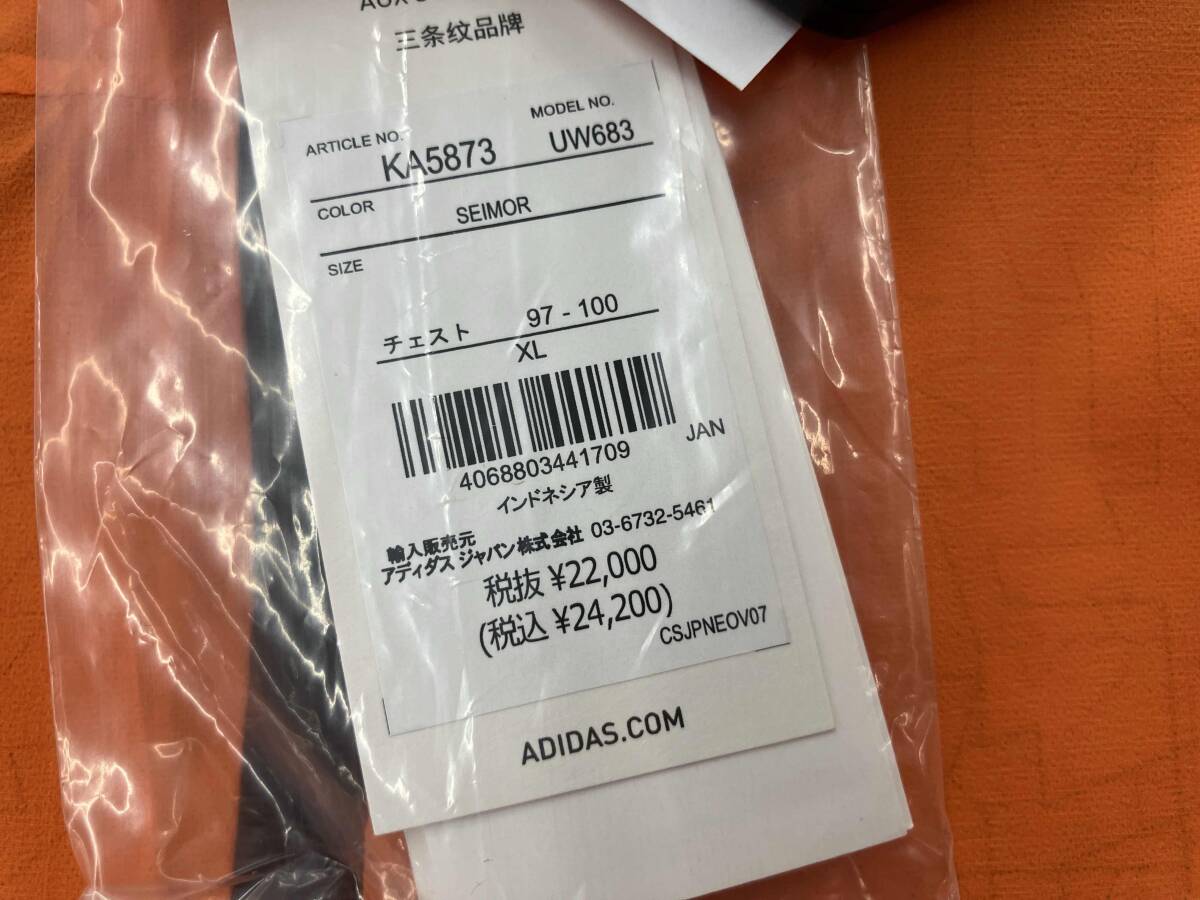 三条纹品牌
ARTICLE NO.
MODEL NO.
KA5873
UW683
COLOR
SEIMOR
SIZE
チェスト 97 - 100
XL
4068803441709
JAN
インドネシア製
輸入販売元
アディダス ジャパン株式会社 03-6732-5461
税抜 ¥22,000
(税込 ¥24,200)
CSJPNEOV07
ADIDAS.COM